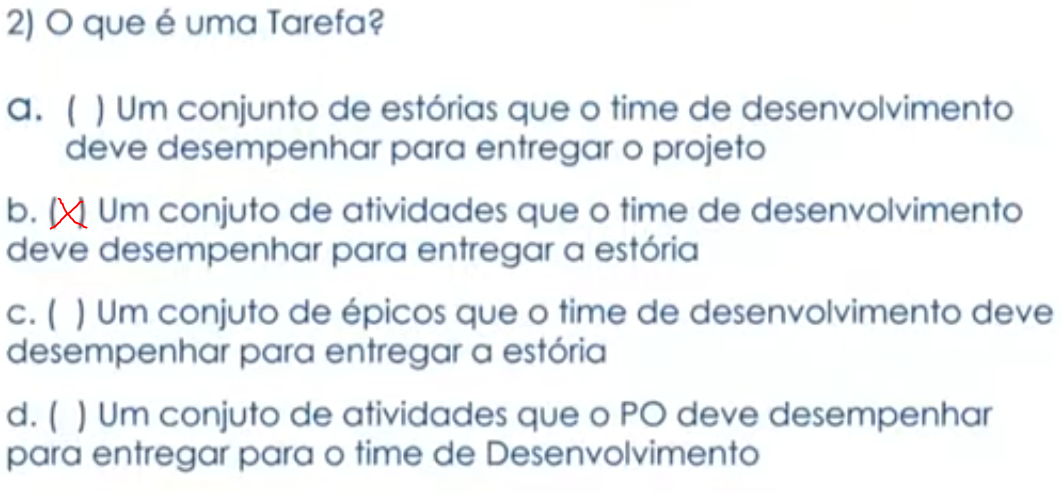 2) O que é uma Tarefa?
a. ( ) Um conjunto de estórias que o time de desenvolvimento
deve desempenhar para entregar o projeto
b. (X) Um conjuto de atividades que o time de desenvolvimento
deve desempenhar para entregar a estória
c. ( ) Um conjuto de épicos que o time de desenvolvimento deve
desempenhar para entregar a estória
d. ( ) Um conjuto de atividades que o PO deve desempenhar
para entregar para o time de Desenvolvimento